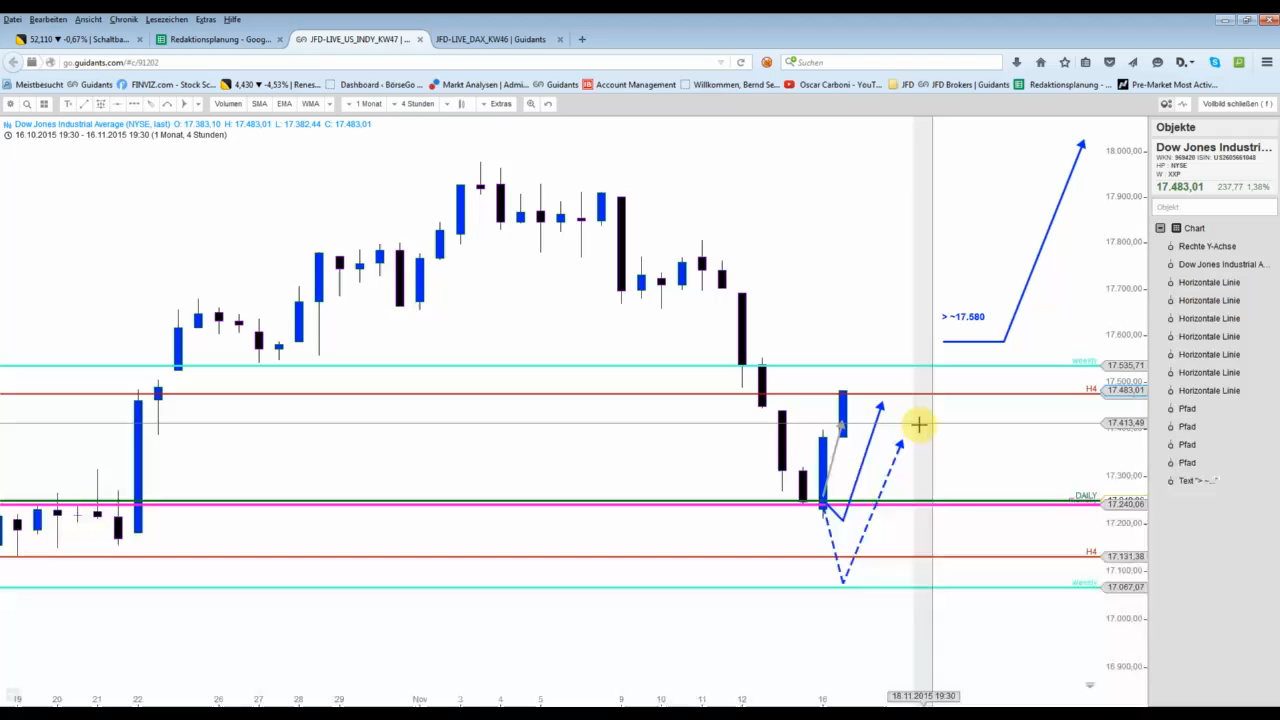 Datei Bearbeiten Ansicht Chronik Lesezeichen Extras Hilfe
52,110 ▼ -0,67% | Schaltba...
Redaktionsplanung - Goog...
JFD-LIVE_US_INDY_KW47 | ...
JFD-LIVE_DAX_KW46 | Guidants
go.guidants.com/#c/91202
Suchen
Meistbesucht Guidants FINVIZ.com - Stock Sc... 4,430 ▼ -4,53% | Renes... Dashboard - BörseGo ... Markt Analysen | Admi... Guidants Account Management Willkommen, Bernd Se... Oscar Carboni - YouT... JFD JFD Brokers | Guidants Redaktionsplanung - ... Pre-Market Most Activ...
Volumen SMA EMA WMA 1 Monat 4 Stunden Extras Vollbild schließen ( f )
Dow Jones Industrial Average (NYSE, last) O: 17.383,10 H: 17.483,01 L: 17.382,44 C: 17.483,01
16.10.2015 19:30 - 16.11.2015 19:30 (1 Monat, 4 Stunden)
Objekte
Dow Jones Industri...
WKN: 969420 ISIN: US2605661048
HP : NYSE
W : XXP
17.483,01 237,77 1,38%
Objekt
Chart
Rechte Y-Achse
Dow Jones Industrial A...
Horizontale Linie
Horizontale Linie
Horizontale Linie
Horizontale Linie
Horizontale Linie
Horizontale Linie
Horizontale Linie
Pfad
Pfad
Pfad
Pfad
Text "> ~..."
18.000,00
17.900,00
17.800,00
17.700,00
> ~17.580
17.600,00
weekly
17.535,71
17.500,00
H4
17.483,01
17.413,49
17.300,00
DAILY
17.240,06
17.200,00
H4
17.131,38
17.100,00
weekly
17.067,07
17.000,00
16.900,00
19 20 21 22 26 27 28 29 Nov 3 4 5 9 10 11 12 16
18.11.2015 19:30